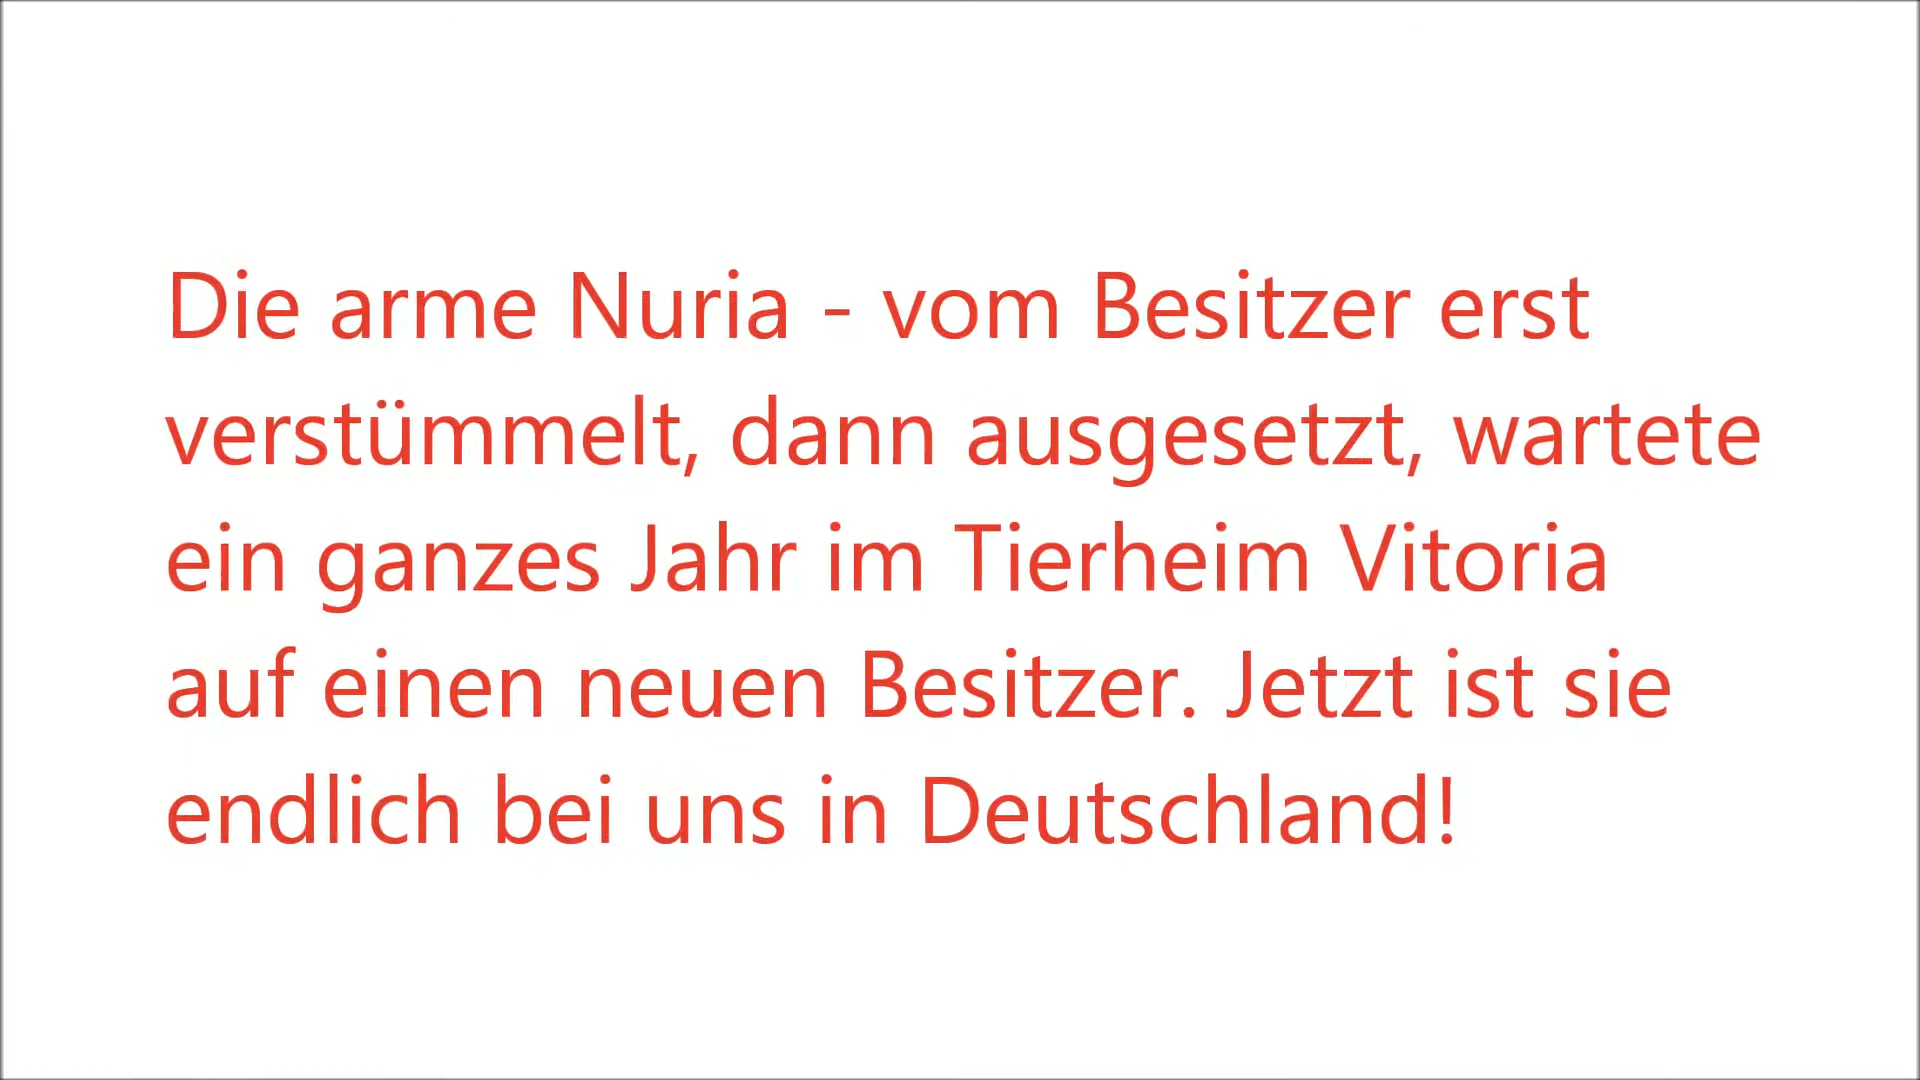 Die arme Nuria - vom Besitzer erst
verstümmelt, dann ausgesetzt, wartete
ein ganzes Jahr im Tierheim Vitoria
auf einen neuen Besitzer. Jetzt ist sie
endlich bei uns in Deutschland!